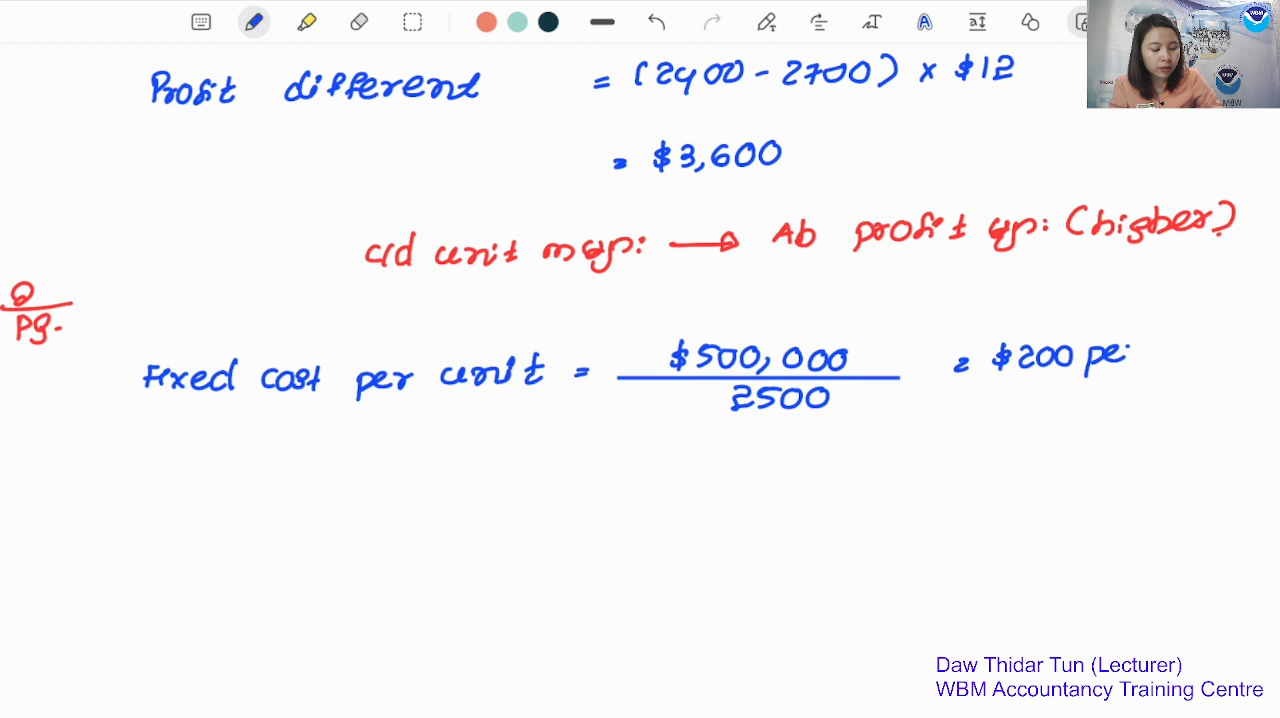 Profit different = (2400 - 2700) x $12
= $3,600
c/d unit များ: → Ab profit များ (higher)
Q
Pg.
Fixed cost per unit = $500,000 / 2500 = $200 pe
Daw Thidar Tun (Lecturer)
WBM Accountancy Training Centre